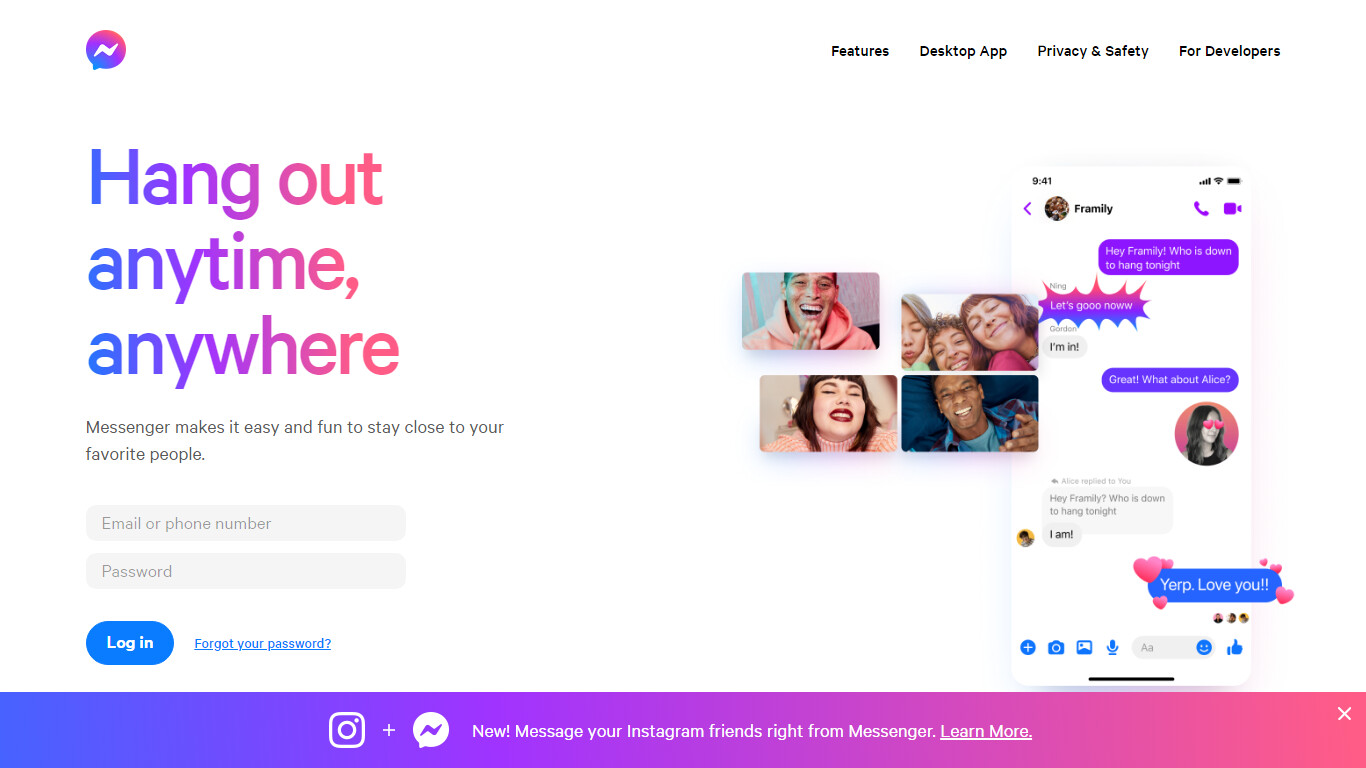 Features Desktop App Privacy & Safety For Developers
Hang out
anytime,
anywhere
Messenger makes it easy and fun to stay close to your
favorite people.
Email or phone number
Password
Log in Forgot your password?
9:41
Framily
Hey Framily! Who is down
to hang tonight
Ning
Let's gooo noww
Gordon
I'm in!
Great! What about Alice?
Alice replied to You
Hey Framily? Who is down
to hang tonight
I am!
Yerp. Love you!!
Aa
+ New! Message your Instagram friends right from Messenger. Learn More.